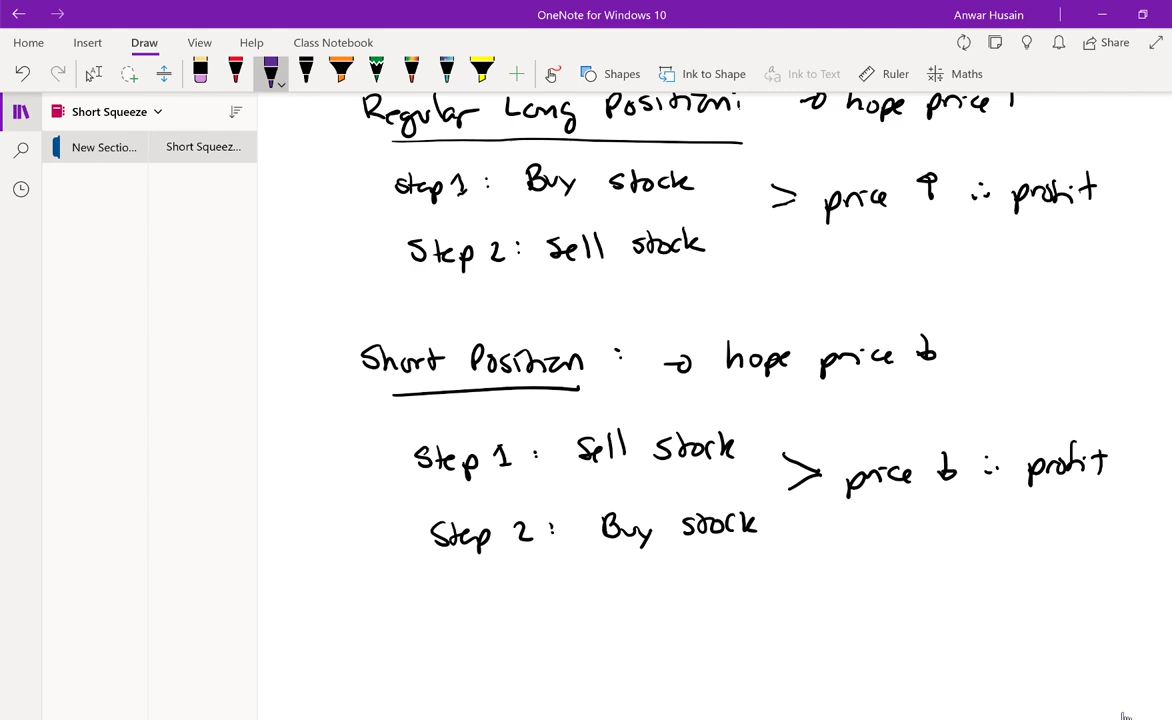 OneNote for Windows 10
Anwar Husain
Home Insert Draw View Help Class Notebook
Share
Shapes Ink to Shape Ink to Text Ruler Maths
Short Squeeze
New Sectio...
Short Squeez...
Regular Long Position: → hope price ↑
Step 1: Buy stock
> price ↑ ∴ profit
Step 2: Sell stock
Short Position: → hope price ↓
Step 1: Sell stock
> price ↓ ∴ profit
Step 2: Buy stock